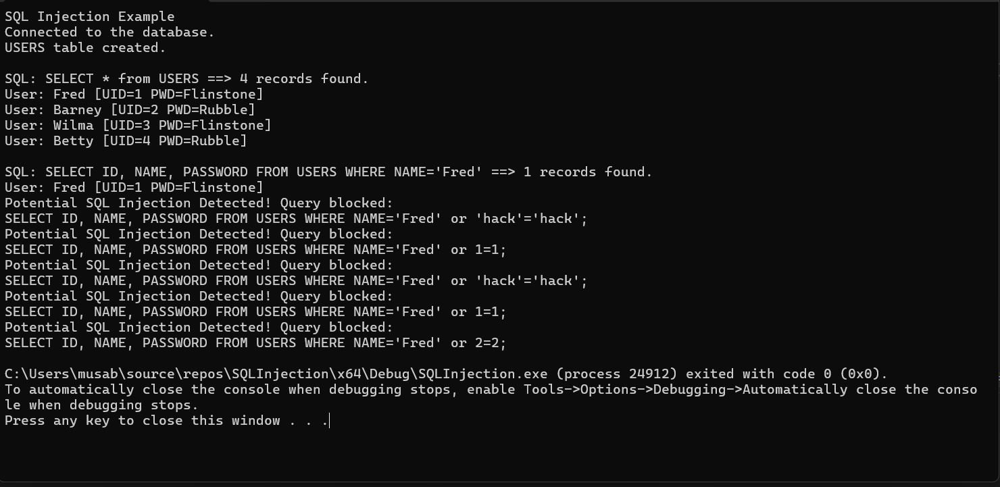 SQL Injection Example
Connected to the database.
USERS table created.
SQL: SELECT * from USERS ==> 4 records found.
User: Fred [UID=1 PWD=Flinstone]
User: Barney [UID=2 PWD=Rubble]
User: Wilma [UID=3 PWD=Flinstone]
User: Betty [UID=4 PWD=Rubble]
SQL: SELECT ID, NAME, PASSWORD FROM USERS WHERE NAME='Fred' ==> 1 records found.
User: Fred [UID=1 PWD=Flinstone]
Potential SQL Injection Detected! Query blocked:
SELECT ID, NAME, PASSWORD FROM USERS WHERE NAME='Fred' or 'hack'='hack';
Potential SQL Injection Detected! Query blocked:
SELECT ID, NAME, PASSWORD FROM USERS WHERE NAME='Fred' or 1=1;
Potential SQL Injection Detected! Query blocked:
SELECT ID, NAME, PASSWORD FROM USERS WHERE NAME='Fred' or 'hack'='hack';
Potential SQL Injection Detected! Query blocked:
SELECT ID, NAME, PASSWORD FROM USERS WHERE NAME='Fred' or 1=1;
Potential SQL Injection Detected! Query blocked:
SELECT ID, NAME, PASSWORD FROM USERS WHERE NAME='Fred' or 2=2;
C:\Users\musab\source\repos\SQLInjection\x64\Debug\SQLInjection.exe (process 24912) exited with code 0 (0x0).
To automatically close the console when debugging stops, enable Tools->Options->Debugging->Automatically close the conso
le when debugging stops.
Press any key to close this window . . .